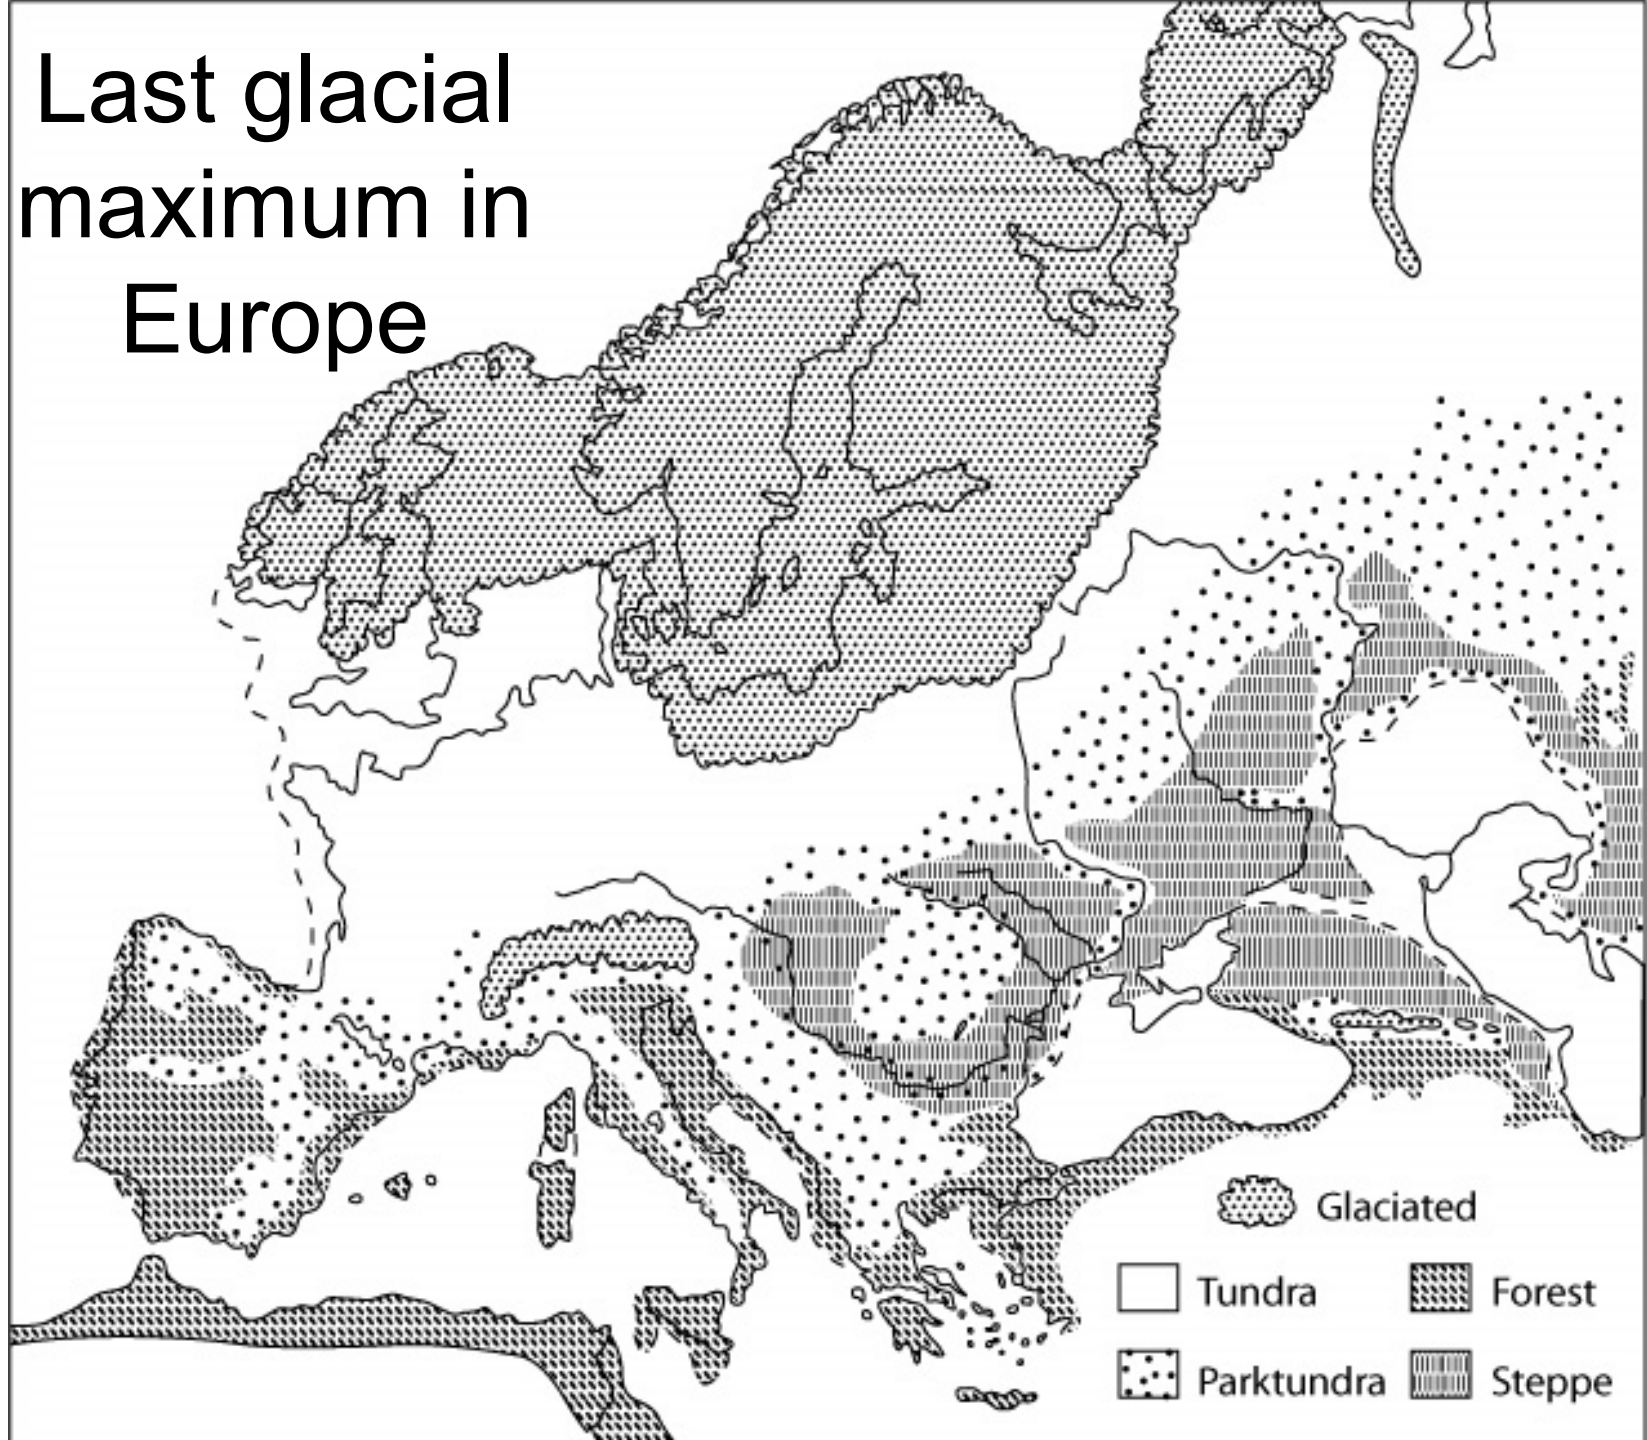 Last glacial
maximum in
Europe
Glaciated
Tundra
Forest
Parktundra
Steppe